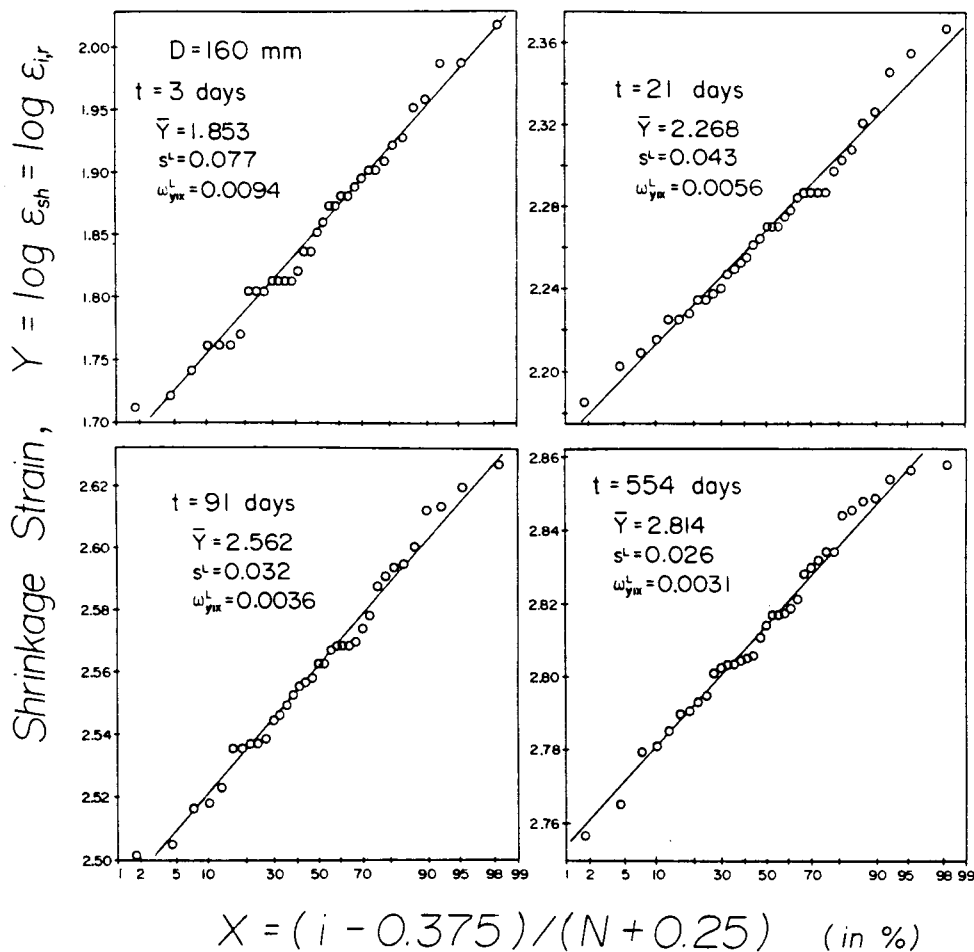 Shrinkage Strain, Y = log εsh = log εi,r
D = 160 mm
t = 3 days
Ȳ = 1.853
sᴸ = 0.077
ωᴸY|X = 0.0094
2.00
1.95
1.90
1.85
1.80
1.75
1.70
t = 21 days
Ȳ = 2.268
sᴸ = 0.043
ωᴸY|X = 0.0056
2.36
2.32
2.28
2.24
2.20
t = 91 days
Ȳ = 2.562
sᴸ = 0.032
ωᴸY|X = 0.0036
2.62
2.60
2.58
2.56
2.54
2.52
2.50
1 2 5 10 30 50 70 90 95 98 99
t = 554 days
Ȳ = 2.814
sᴸ = 0.026
ωᴸY|X = 0.0031
2.86
2.84
2.82
2.80
2.78
2.76
1 2 5 10 30 50 70 90 95 98 99
X = (i - 0.375)/(N + 0.25) (in %)